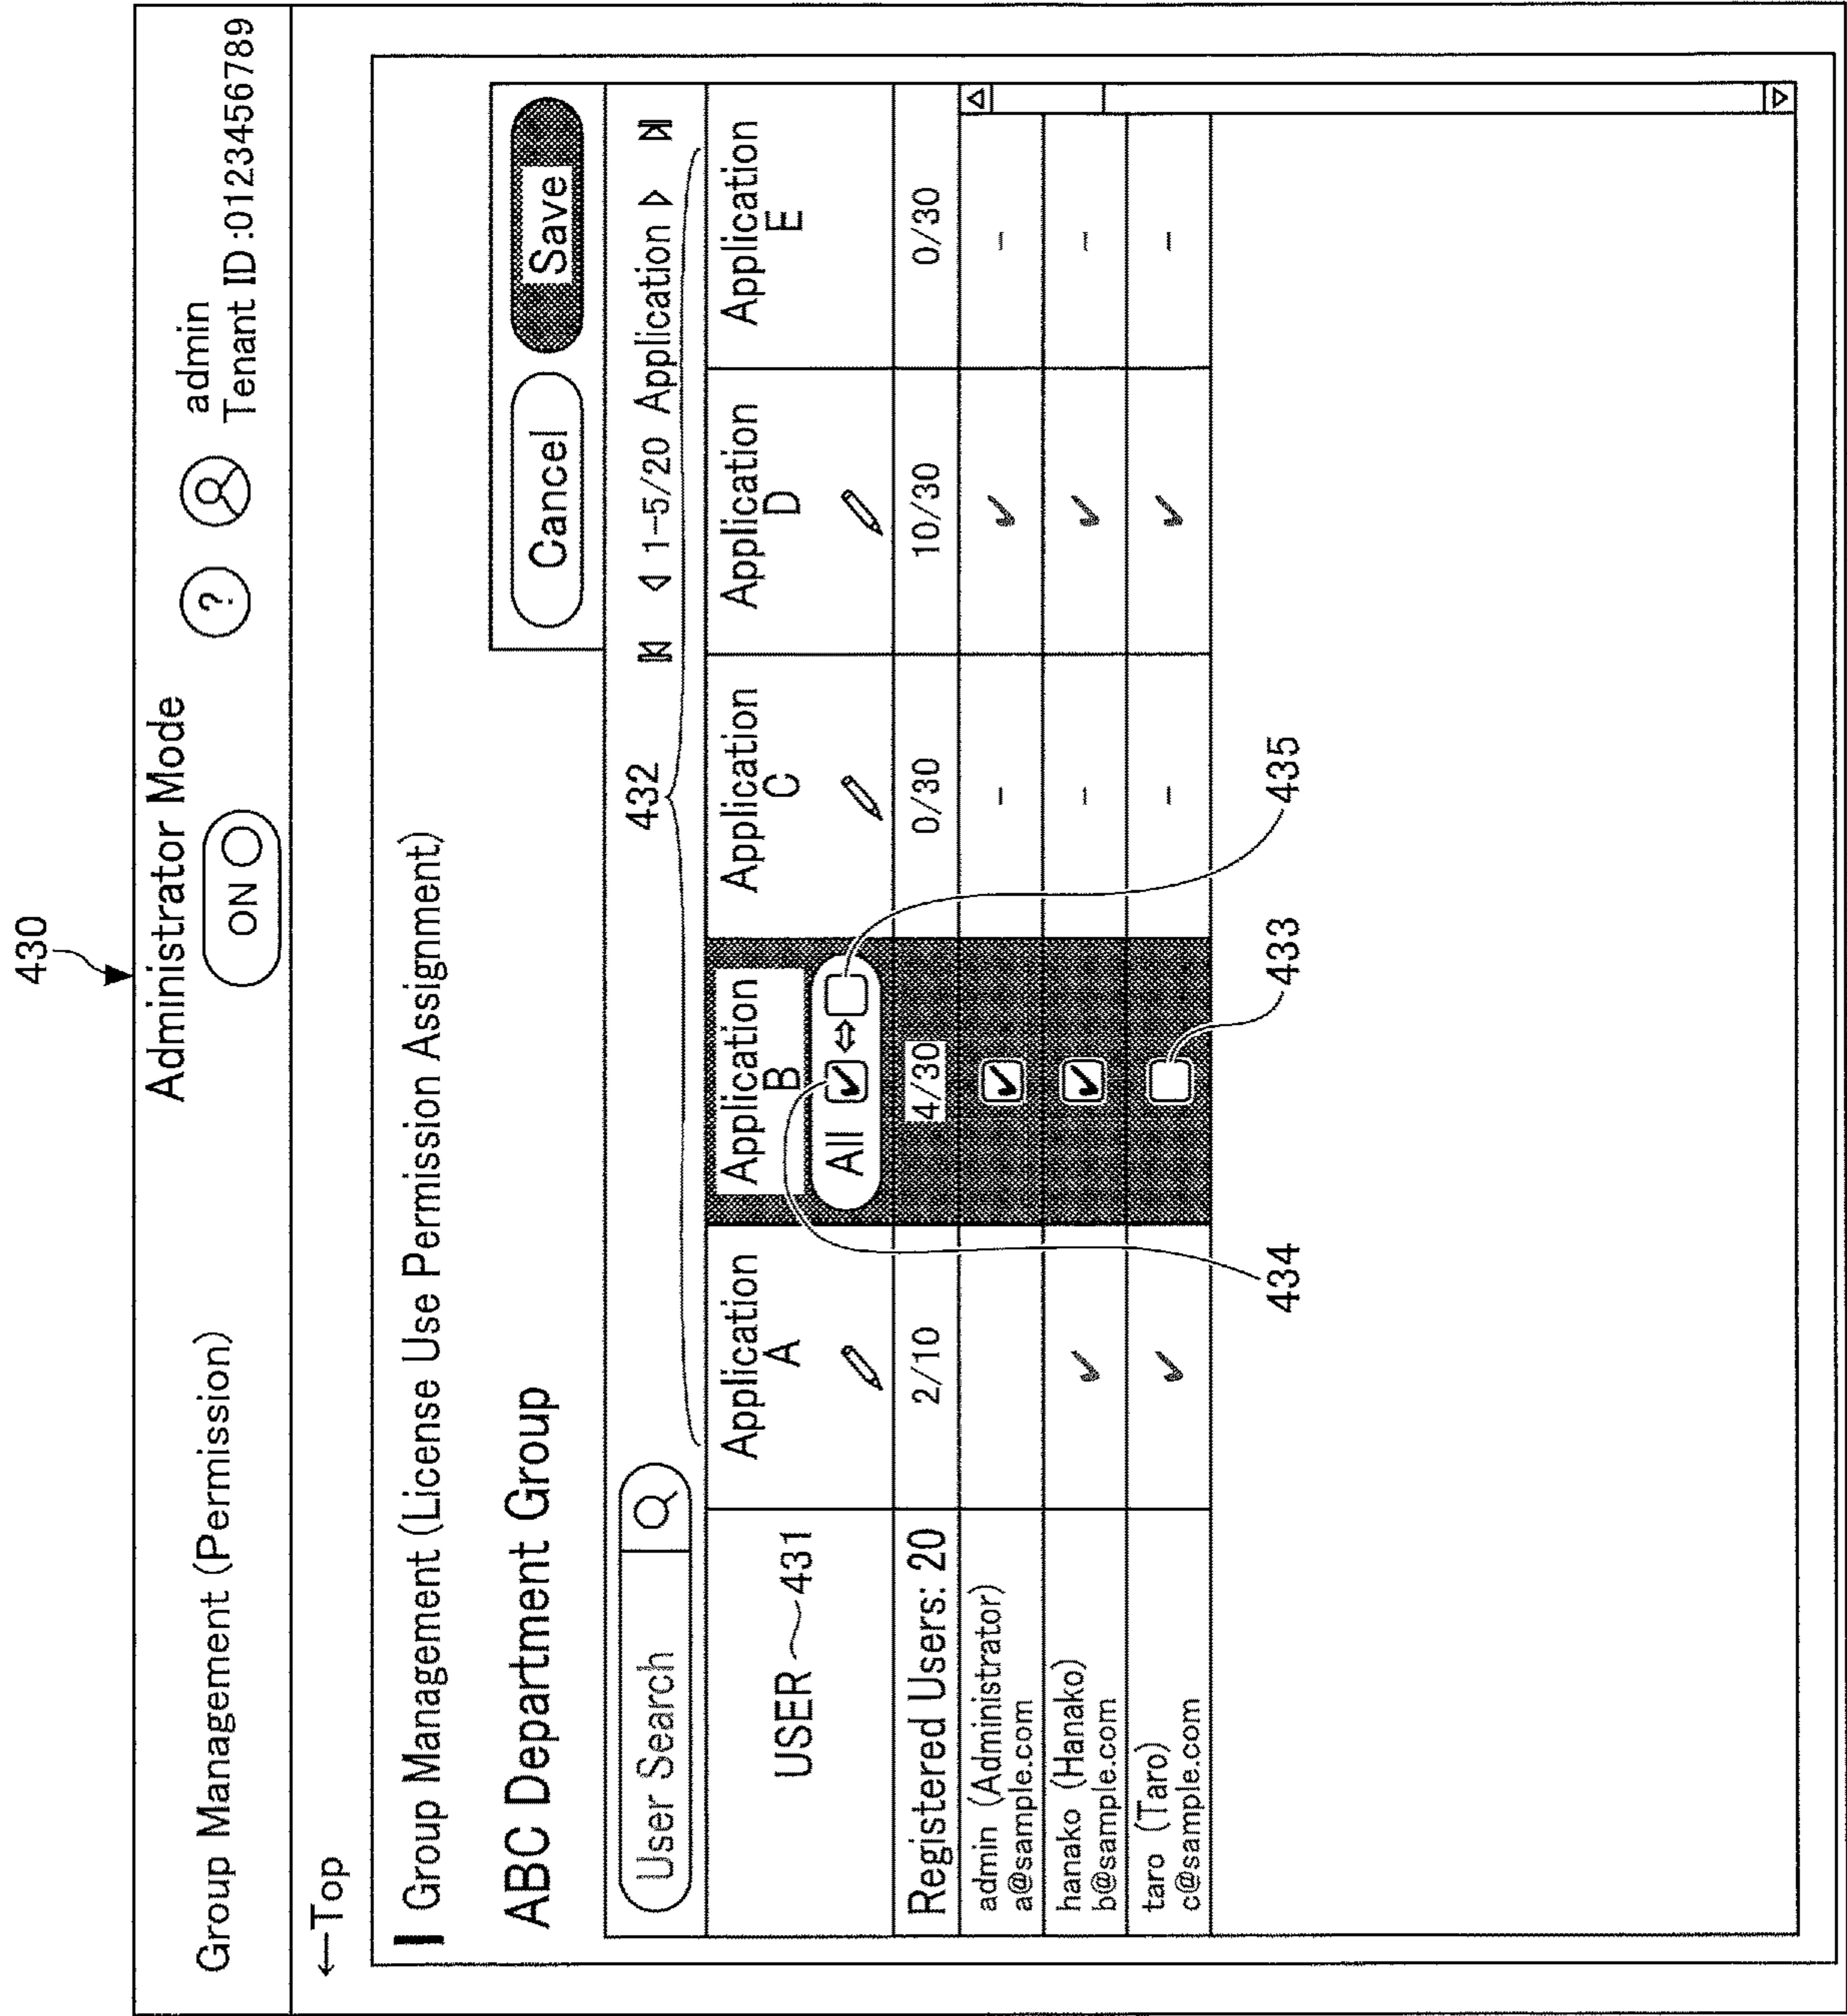 430
Group Management (Permission)
Administrator Mode
ON
?
admin
Tenant ID :0123456789
←Top
Group Management (License Use Permission Assignment)
ABC Department Group
Cancel
Save
User Search
432
1-5/20 Application
USER 431
Application A
Application B
All
Application C
Application D
Application E
Registered Users: 20
2/10
4/30
0/30
10/30
0/30
admin (Administrator)
a@sample.com
– –
hanako (Hanako)
b@sample.com
– –
taro (Taro)
c@sample.com
– –
434
433
435